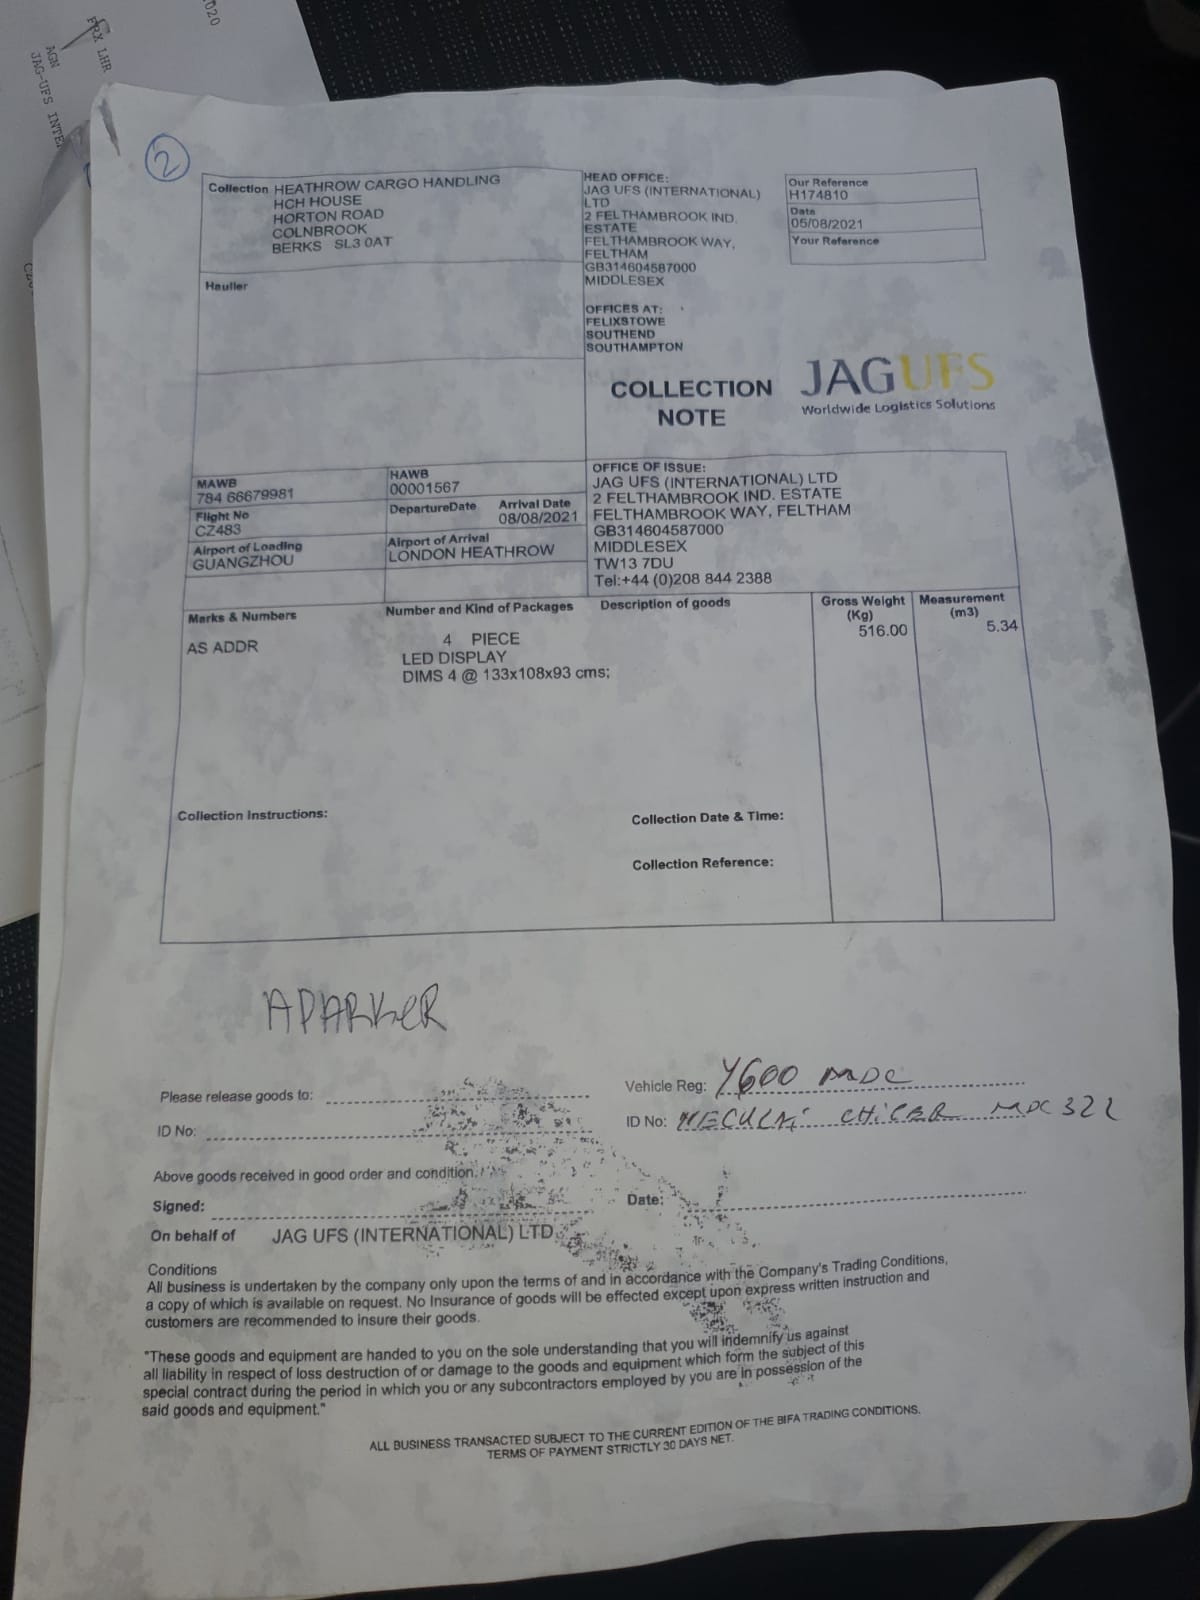 020
PRX LHR
AGN
JAG-UFS INTE
2
Collection HEATHROW CARGO HANDLING
HCH HOUSE
HORTON ROAD
COLNBROOK
BERKS SL3 0AT
Haulier
HEAD OFFICE:
JAG UFS (INTERNATIONAL)
LTD
2 FELTHAMBROOK IND.
ESTATE
FELTHAMBROOK WAY,
FELTHAM
GB314604587000
MIDDLESEX
OFFICES AT:
FELIXSTOWE
SOUTHEND
SOUTHAMPTON
Our Reference
H174810
Date
05/08/2021
Your Reference
COLLECTION
NOTE
JAGUFS
Worldwide Logistics Solutions
MAWB
784 66679981
HAWB
00001567
Flight No
CZ483
DepartureDate
Arrival Date
08/08/2021
Airport of Loading
GUANGZHOU
Airport of Arrival
LONDON HEATHROW
OFFICE OF ISSUE:
JAG UFS (INTERNATIONAL) LTD
2 FELTHAMBROOK IND. ESTATE
FELTHAMBROOK WAY, FELTHAM
GB314604587000
MIDDLESEX
TW13 7DU
Tel:+44 (0)208 844 2388
Marks & Numbers
Number and Kind of Packages
Description of goods
Gross Weight
(Kg)
Measurement
(m3)
AS ADDR
4 PIECE
LED DISPLAY
DIMS 4 @ 133x108x93 cms;
516.00
5.34
Collection Instructions:
Collection Date & Time:
Collection Reference:
APARKER
Please release goods to:
Vehicle Reg: Y600 MDC
ID No:
ID No: NECULAI CHICER MDC 322
Above goods received in good order and condition.
Signed:
Date:
On behalf of JAG UFS (INTERNATIONAL) LTD
Conditions
All business is undertaken by the company only upon the terms of and in accordance with the Company's Trading Conditions,
a copy of which is available on request. No Insurance of goods will be effected except upon express written instruction and
customers are recommended to insure their goods.
"These goods and equipment are handed to you on the sole understanding that you will indemnify us against
all liability in respect of loss destruction of or damage to the goods and equipment which form the subject of this
special contract during the period in which you or any subcontractors employed by you are in possession of the
said goods and equipment."
ALL BUSINESS TRANSACTED SUBJECT TO THE CURRENT EDITION OF THE BIFA TRADING CONDITIONS.
TERMS OF PAYMENT STRICTLY 30 DAYS NET.